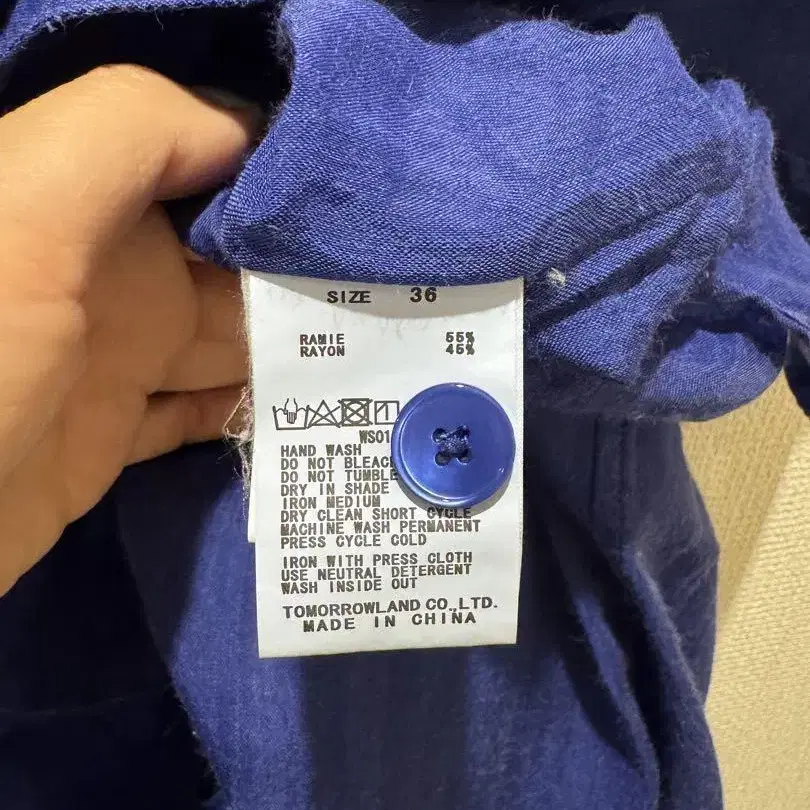 SIZE 36
RAMIE 55%
RAYON 45%
WS01
HAND WASH
DO NOT BLEAC
DO NOT TUMBLE
DRY IN SHADE
IRON MEDIUM
DRY CLEAN SHORT CYCLE
MACHINE WASH PERMANENT
PRESS CYCLE COLD
IRON WITH PRESS CLOTH
USE NEUTRAL DETERGENT
WASH INSIDE OUT
TOMORROWLAND CO.,LTD.
MADE IN CHINA